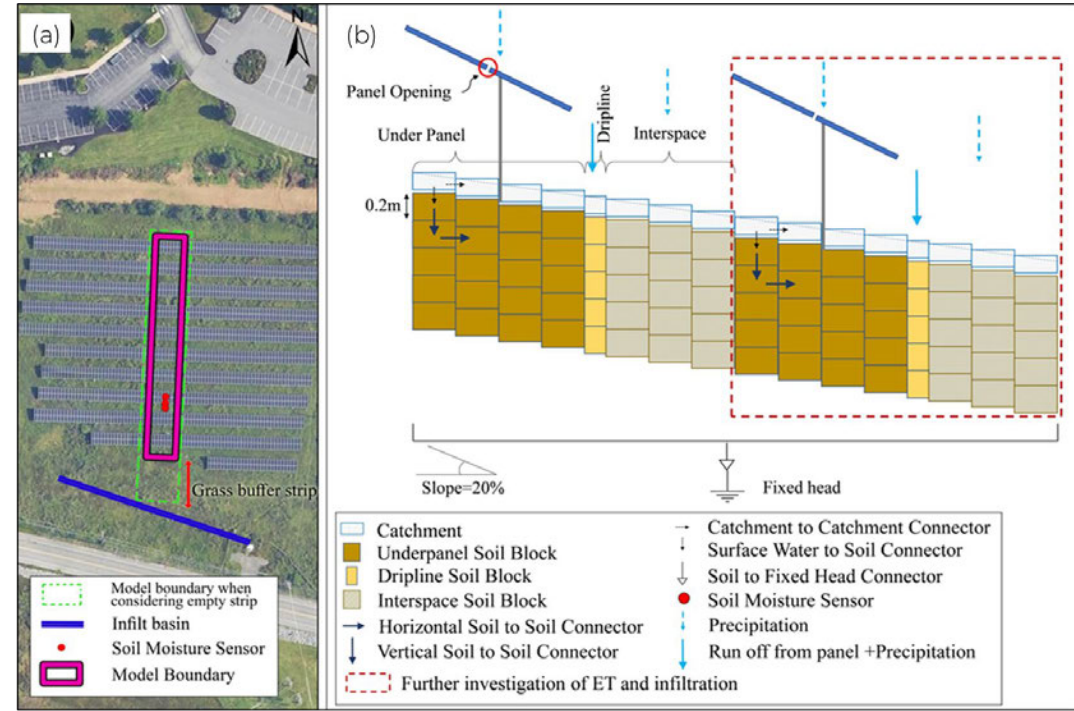 (a)
N
Grass buffer strip
Model boundary when
considering empty strip
Infilt basin
Soil Moisture Sensor
Model Boundary
(b)
Panel Opening
Under Panel
Dripline
Interspace
0.2m
Slope=20%
Fixed head
Catchment
Underpanel Soil Block
Dripline Soil Block
Interspace Soil Block
Horizontal Soil to Soil Connector
Vertical Soil to Soil Connector
Catchment to Catchment Connector
Surface Water to Soil Connector
Soil to Fixed Head Connector
Soil Moisture Sensor
Precipitation
Run off from panel +Precipitation
Further investigation of ET and infiltration